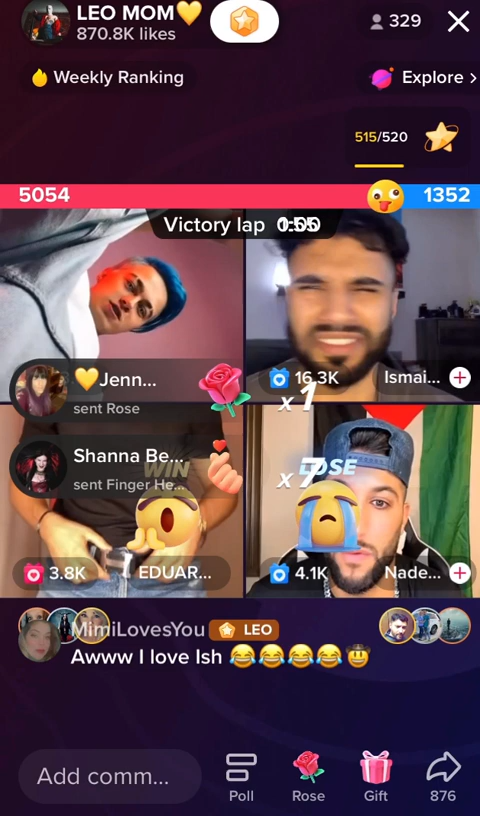 LEO MOM💛
870.8K likes
329
Weekly Ranking
Explore >
515/520
5054
1352
Victory lap
16.3K
Ismai...
💛Jenn...
sent Rose
x 1
Shanna Be...
sent Finger He...
WIN
x 7
LOSE
3.8K
EDUAR...
4.1K
Nade...
MimiLovesYou
LEO
Awww I love Ish 😂😂😂😂🤠
Add comm...
Poll
Rose
Gift
876